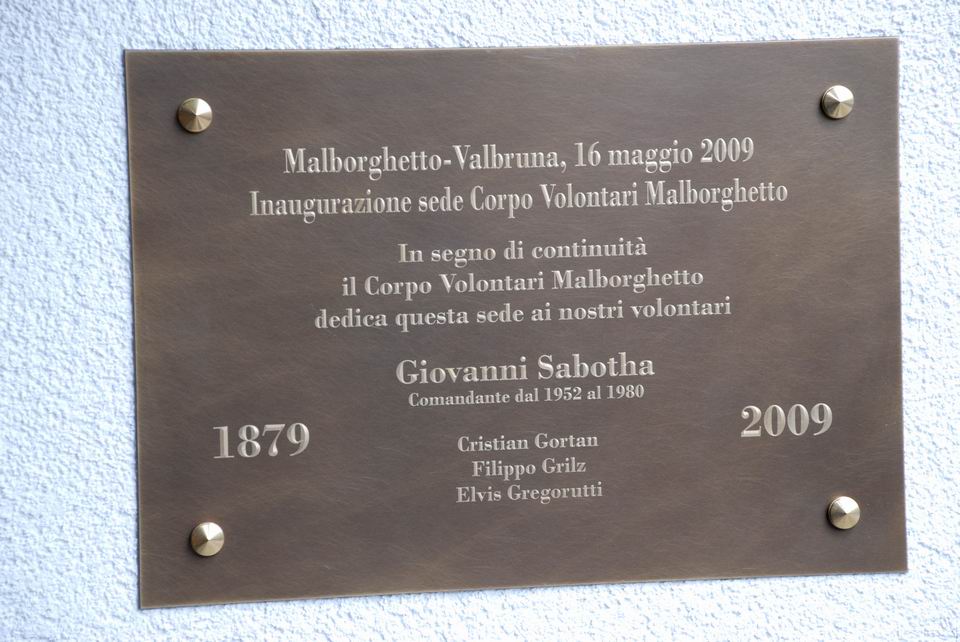 Malborghetto-Valbruna, 16 maggio 2009
Inaugurazione sede Corpo Volontari Malborghetto
In segno di continuità
il Corpo Volontari Malborghetto
dedica questa sede ai nostri volontari
Giovanni Sabotha
Comandante dal 1952 al 1980
1879
2009
Cristian Gortan
Filippo Grilz
Elvis Gregorutti